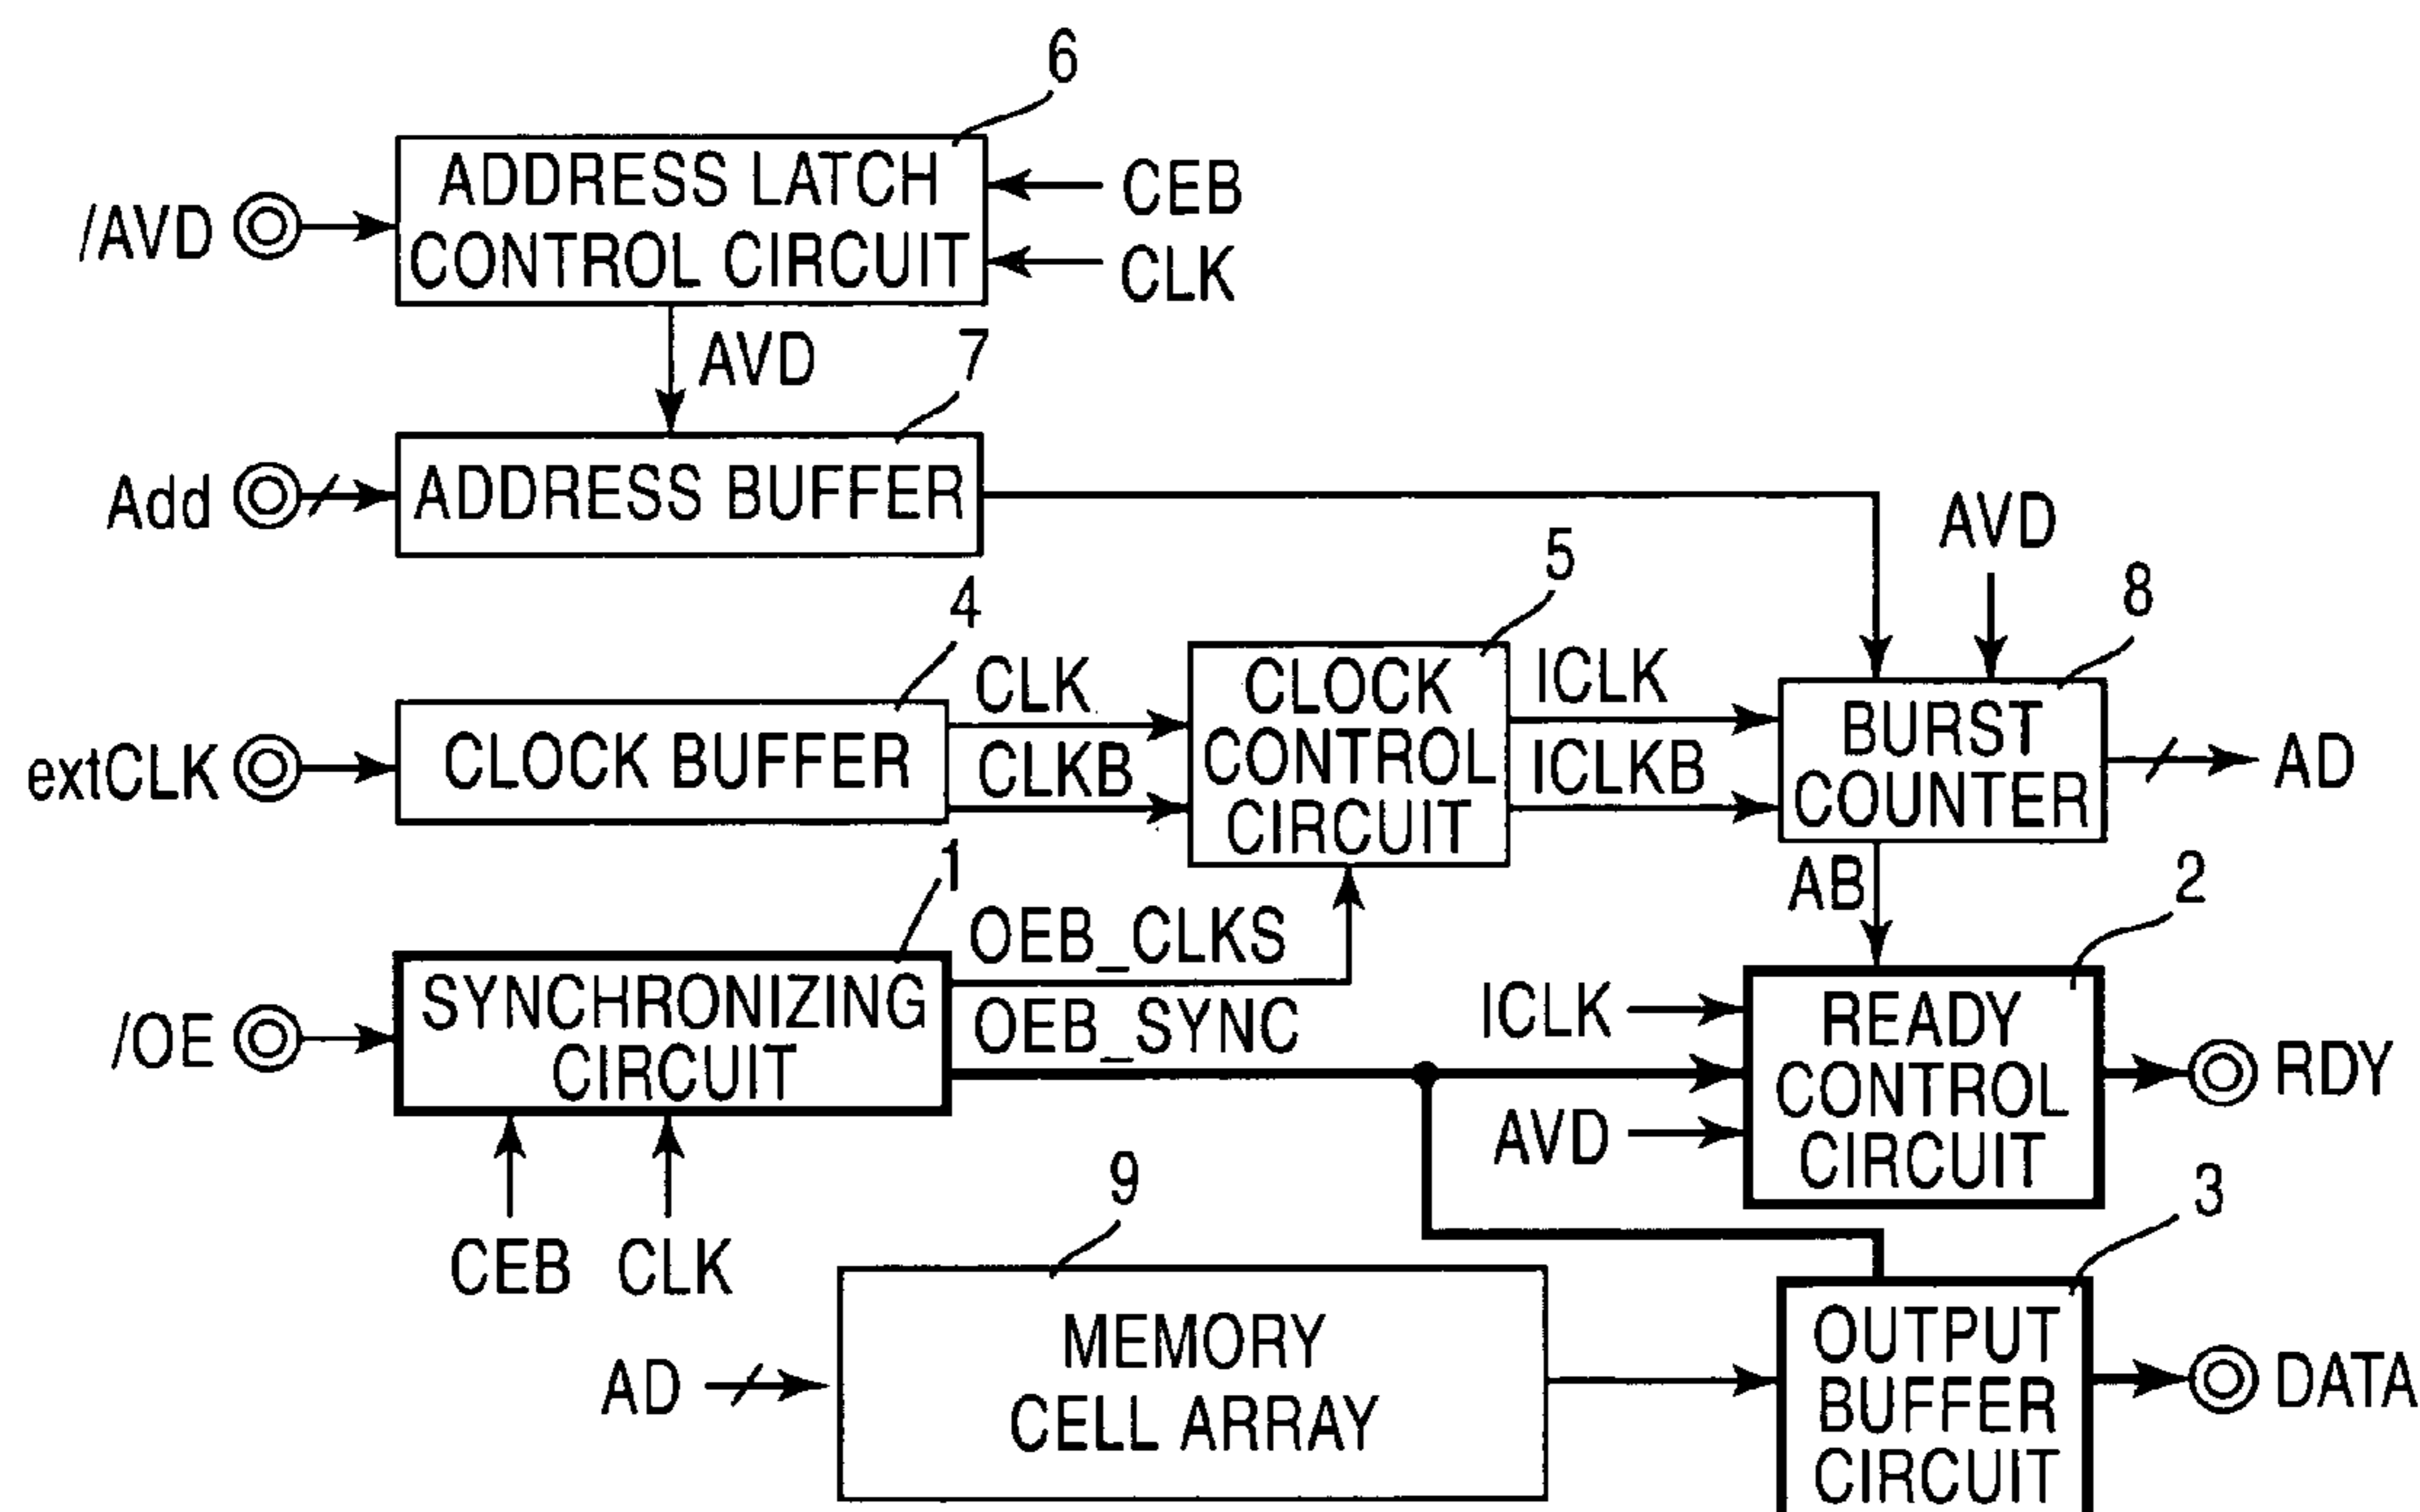 6
ADDRESS LATCH
CONTROL CIRCUIT
/AVD
CEB
CLK
AVD
7
Add
ADDRESS BUFFER
AVD
5
8
4
extCLK
CLOCK BUFFER
CLK
CLKB
CLOCK
CONTROL
CIRCUIT
ICLK
ICLKB
BURST
COUNTER
AD
1
AB
2
/OE
SYNCHRONIZING
CIRCUIT
OEB_CLKS
OEB_SYNC
ICLK
AVD
READY
CONTROL
CIRCUIT
RDY
CEB CLK
9
3
AD
MEMORY
CELL ARRAY
OUTPUT
BUFFER
CIRCUIT
DATA